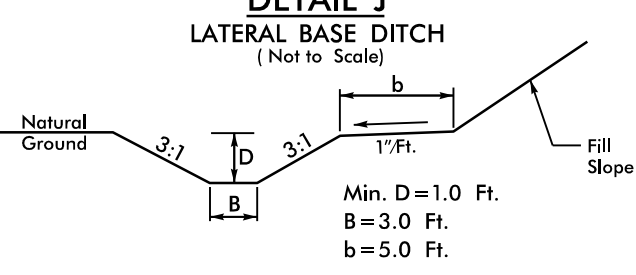 DETAIL J
LATERAL BASE DITCH
( Not to Scale)
b
Natural
Ground
3:1
D
3:1
1"/Ft.
Fill
Slope
B
Min. D=1.0 Ft.
B=3.0 Ft.
b=5.0 Ft.